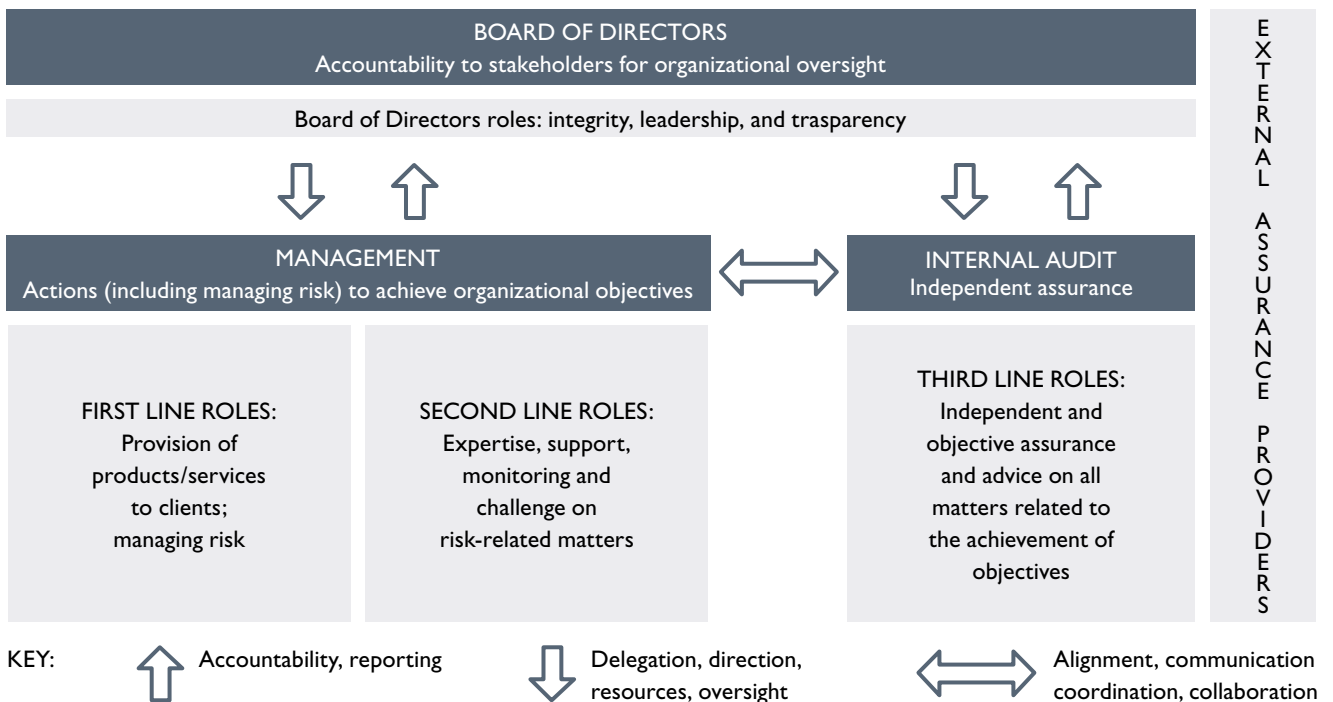 BOARD OF DIRECTORS
Accountability to stakeholders for organizational oversight
Board of Directors roles: integrity, leadership, and trasparency
MANAGEMENT
Actions (including managing risk) to achieve organizational objectives
INTERNAL AUDIT
Independent assurance
FIRST LINE ROLES:
Provision of
products/services
to clients;
managing risk
SECOND LINE ROLES:
Expertise, support,
monitoring and
challenge on
risk-related matters
THIRD LINE ROLES:
Independent and
objective assurance
and advice on all
matters related to
the achievement of
objectives
EXTERNAL ASSURANCE PROVIDERS
KEY:
Accountability, reporting
Delegation, direction,
resources, oversight
Alignment, communication
coordination, collaboration